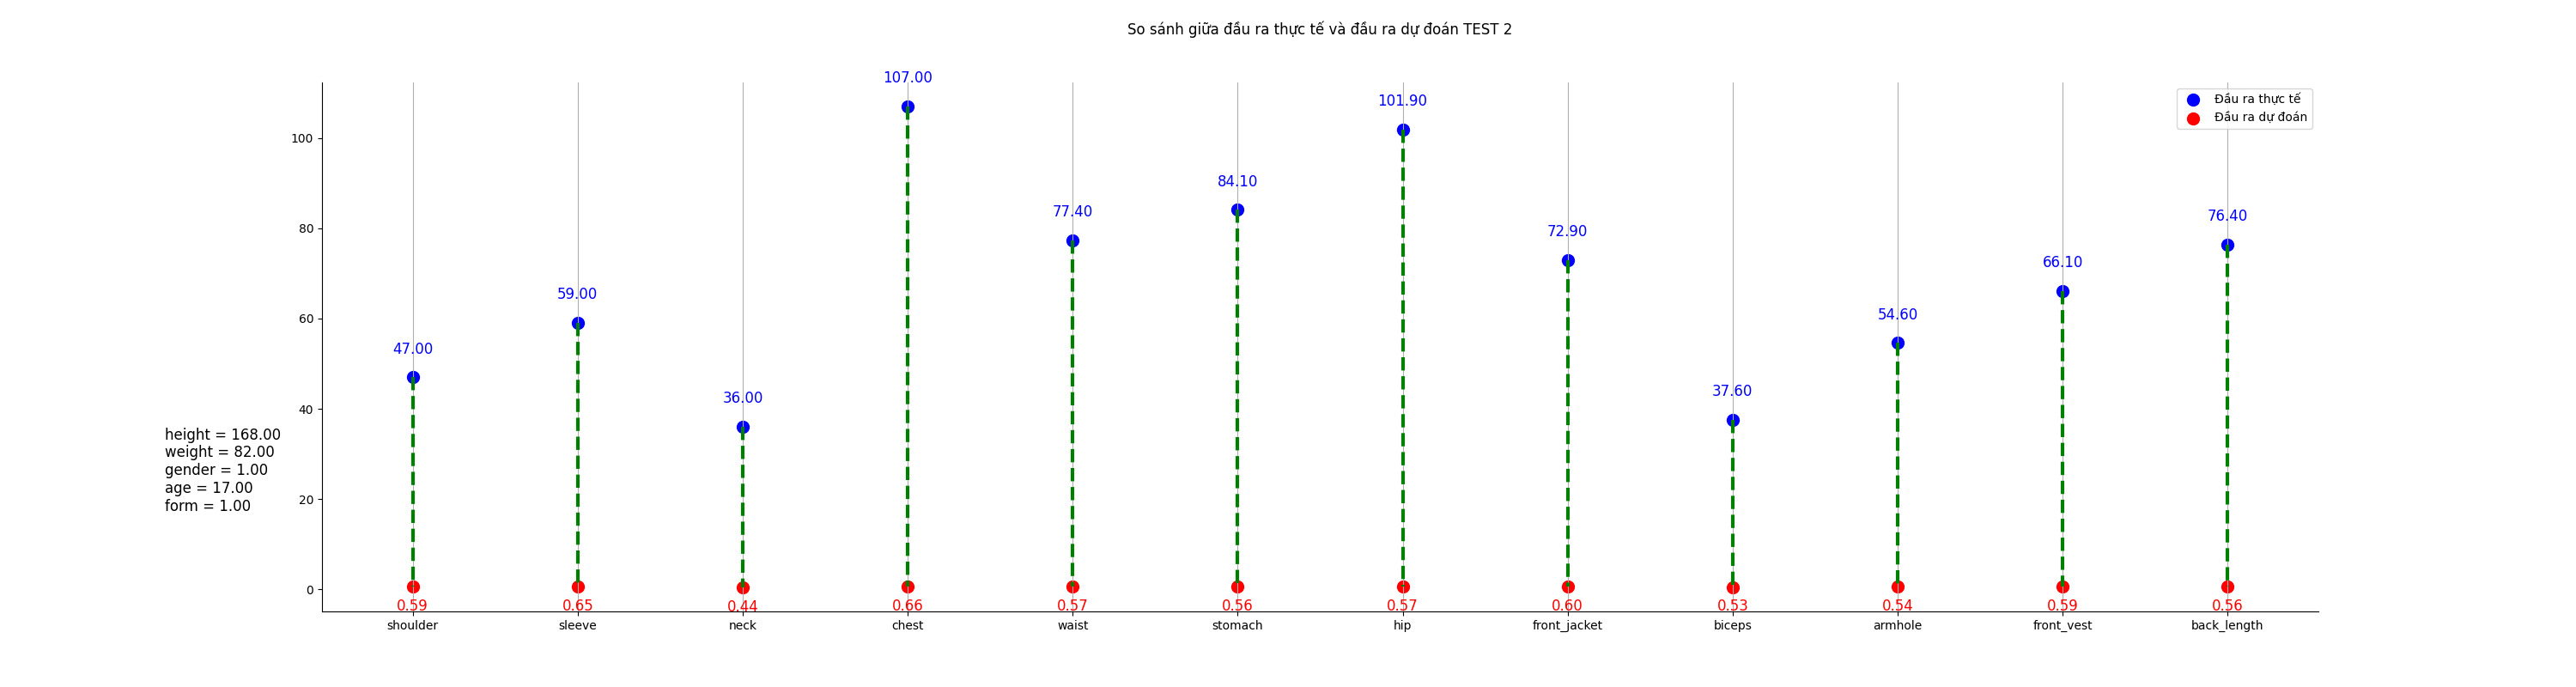 So sánh giữa đầu ra thực tế và đầu ra dự đoán TEST 2
107.00
101.90
84.10
77.40
76.40
72.90
66.10
59.00
54.60
47.00
37.60
36.00
Đầu ra thực tế
Đầu ra dự đoán
100
80
60
40
20
0
height = 168.00
weight = 82.00
gender = 1.00
age = 17.00
form = 1.00
0.59 0.65 0.44 0.66 0.57 0.56 0.57 0.60 0.53 0.54 0.59 0.56
shoulder sleeve neck chest waist stomach hip front_jacket biceps armhole front_vest back_length